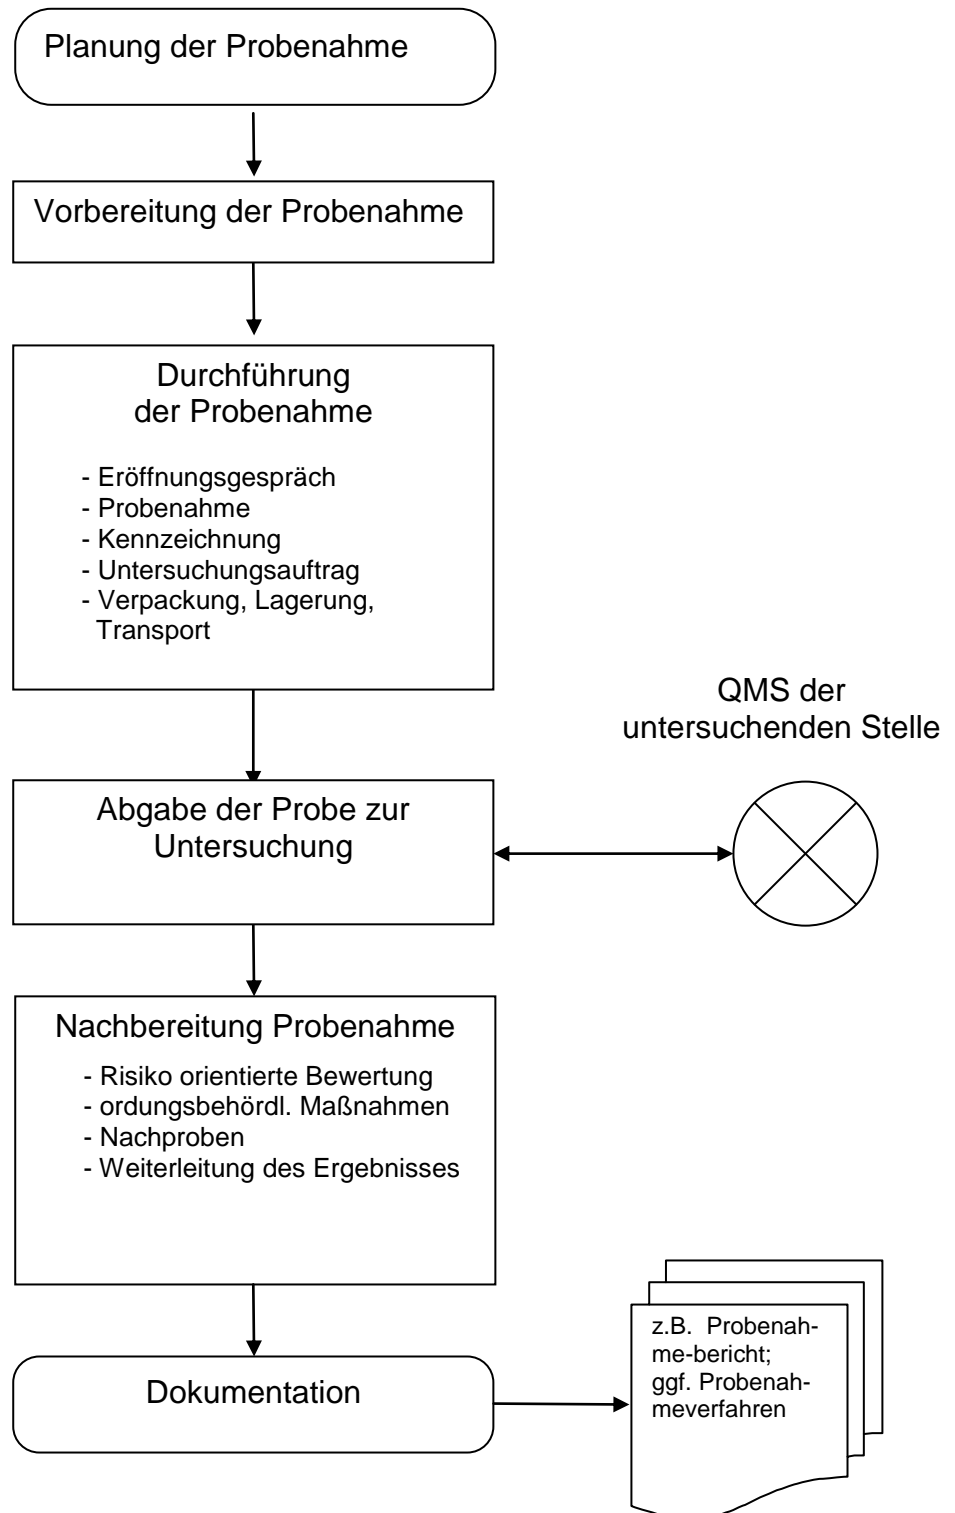 Planung der Probenahme
Vorbereitung der Probenahme
Durchführung
der Probenahme
- Eröffnungsgespräch
- Probenahme
- Kennzeichnung
- Untersuchungsauftrag
- Verpackung, Lagerung,
Transport
QMS der
untersuchenden Stelle
Abgabe der Probe zur
Untersuchung
Nachbereitung Probenahme
- Risiko orientierte Bewertung
- ordungsbehördl. Maßnahmen
- Nachproben
- Weiterleitung des Ergebnisses
Dokumentation
z.B. Probenah-
me-bericht;
ggf. Probenah-
meverfahren